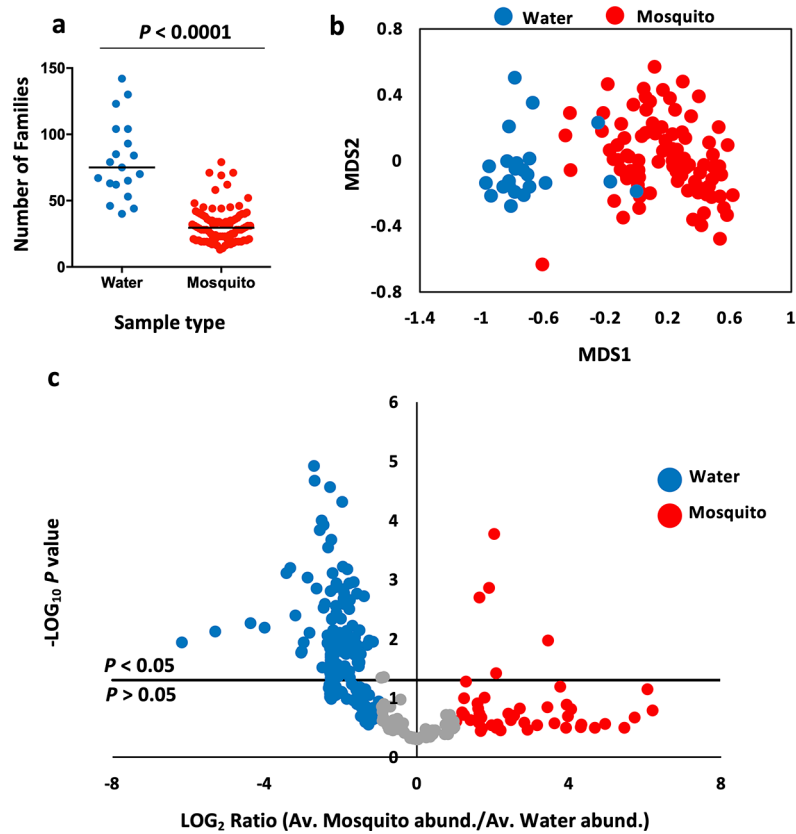 a
P < 0.0001
Number of Families
150
100
50
0
Water
Mosquito
Sample type
b
Water
Mosquito
MDS2
0.8
0.4
0
-0.4
-0.8
-1.4
-1
-0.6
-0.2
0.2
0.6
1
MDS1
c
-LOG₁₀ P value
6
5
4
3
2
1
0
Water
Mosquito
P < 0.05
P > 0.05
-8
-4
0
4
8
LOG₂ Ratio (Av. Mosquito abund./Av. Water abund.)